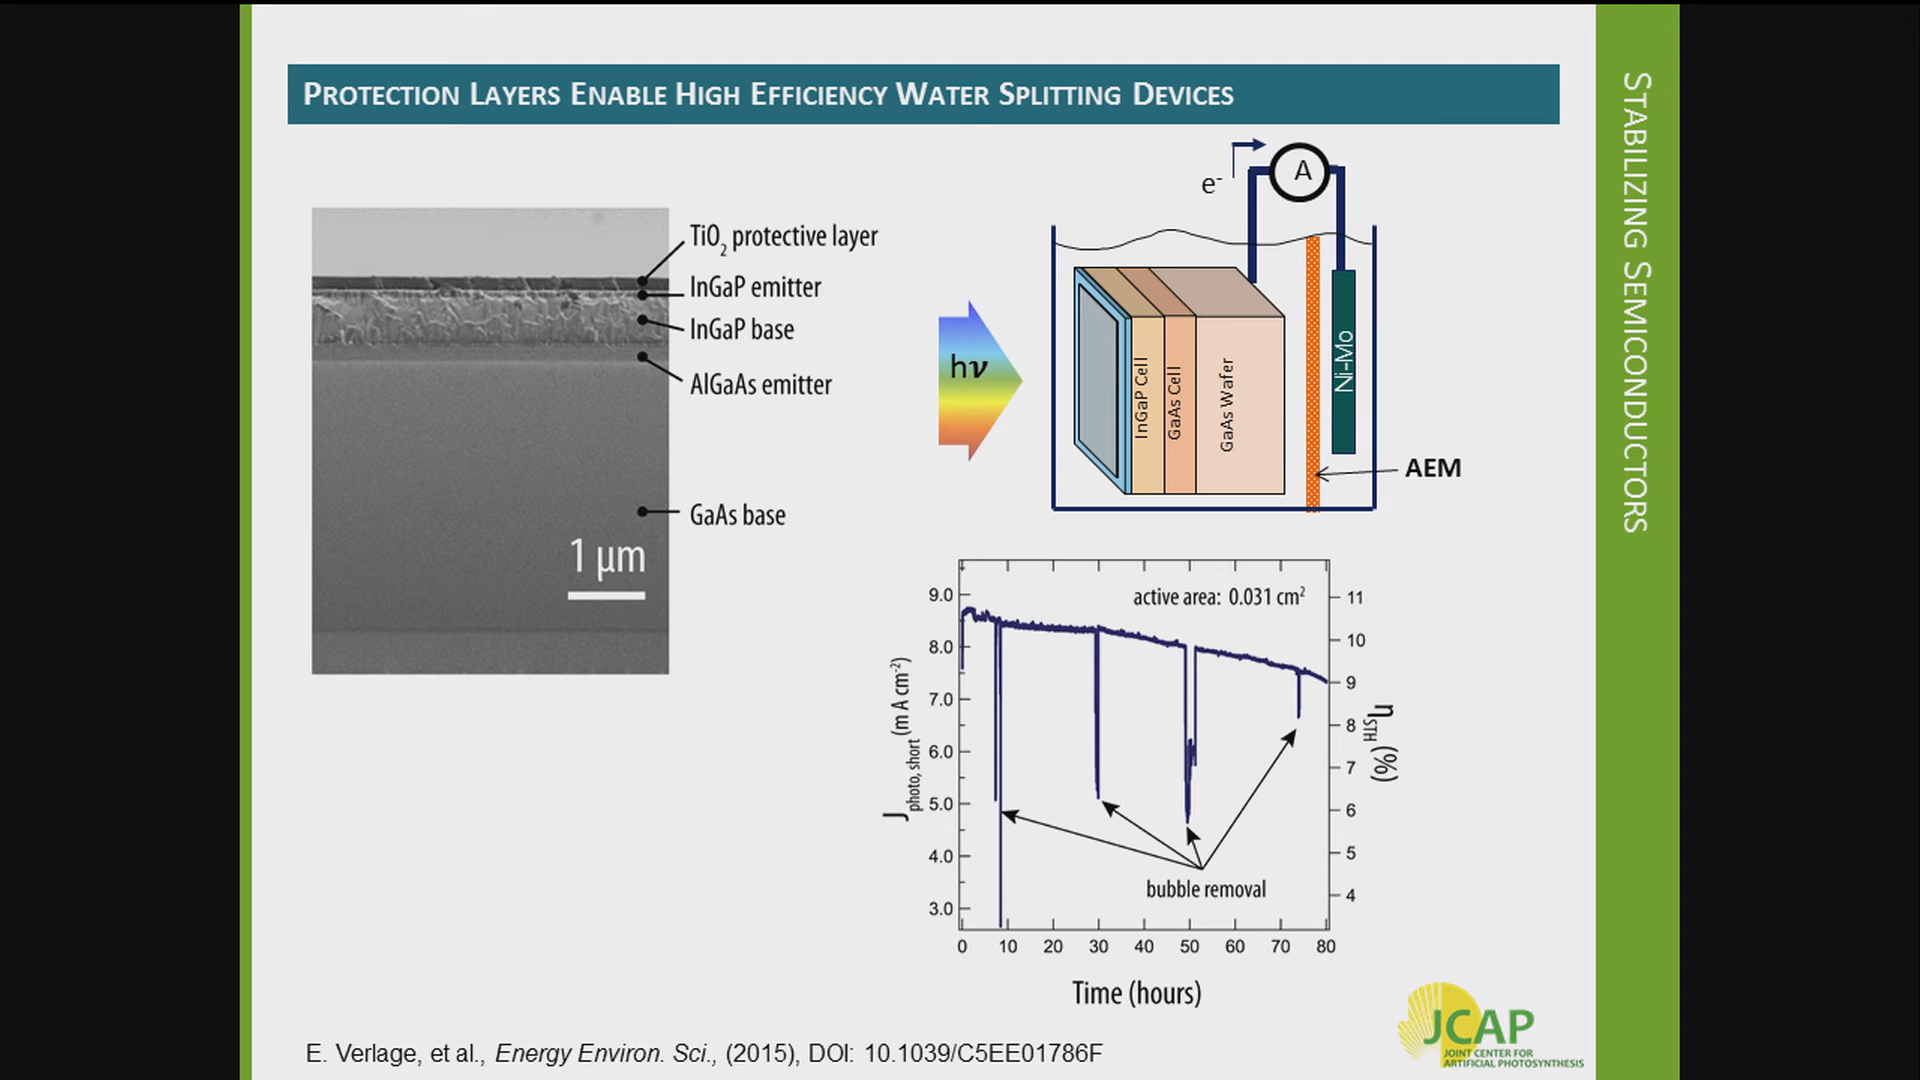 PROTECTION LAYERS ENABLE HIGH EFFICIENCY WATER SPLITTING DEVICES
STABILIZING SEMICONDUCTORS
TiO2 protective layer
InGaP emitter
InGaP base
AlGaAs emitter
GaAs base
1 µm
e-
A
hν
InGaP Cell
GaAs Cell
GaAs Wafer
Ni-Mo
AEM
active area: 0.031 cm2
9.0
8.0
7.0
6.0
5.0
4.0
3.0
J photo, short (m A cm-2)
11
10
9
8
7
6
5
4
ηSTH (%)
bubble removal
0 10 20 30 40 50 60 70 80
Time (hours)
E. Verlage, et al., Energy Environ. Sci., (2015), DOI: 10.1039/C5EE01786F
JCAP
JOINT CENTER FOR
ARTIFICIAL PHOTOSYNTHESIS